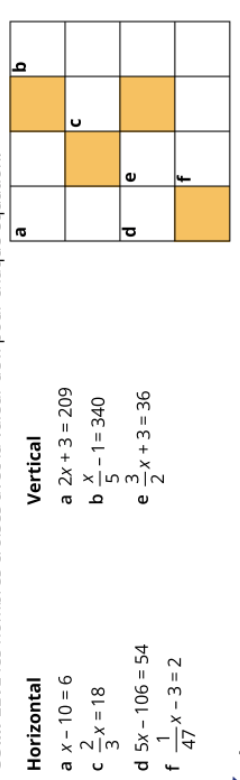 Horizontal
a x − 10 = 6
c 2/3 x = 18
d 5x − 106 = 54
f 1/47 x − 3 = 2
Vertical
a 2x + 3 = 209
b x/5 − 1 = 340
e 3/2 x + 3 = 36
a b
c
d e
f